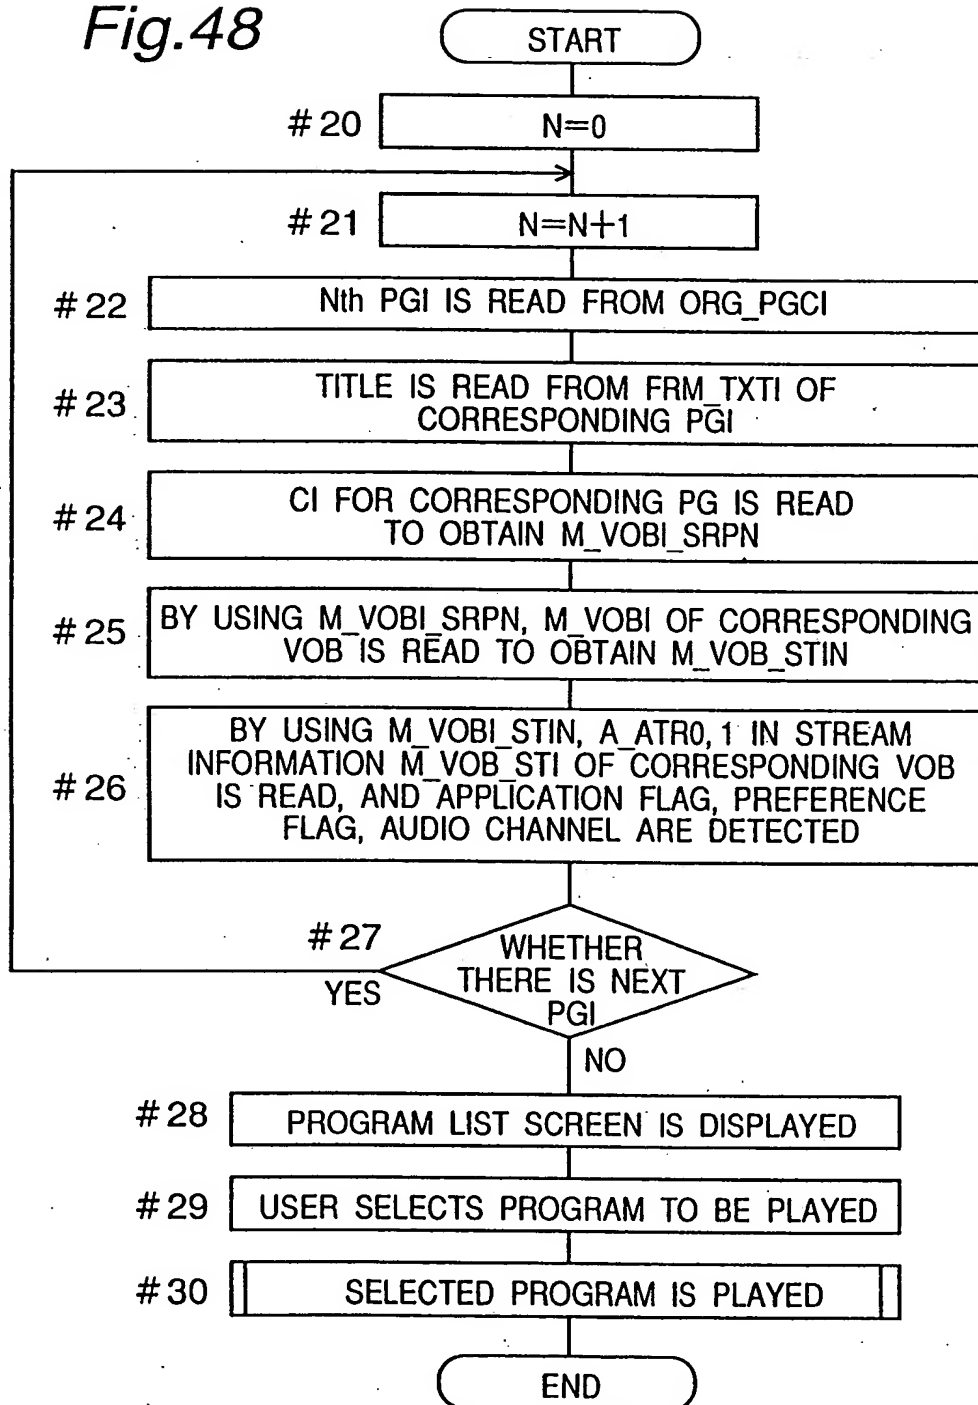 Fig.48
START
#20
N=0
#21
N=N+1
#22
Nth PGI IS READ FROM ORG_PGCI
#23
TITLE IS READ FROM FRM_TXTI OF
CORRESPONDING PGI
#24
CI FOR CORRESPONDING PG IS READ
TO OBTAIN M_VOBI_SRPN
#25
BY USING M_VOBI_SRPN, M_VOBI OF CORRESPONDING
VOB IS READ TO OBTAIN M_VOB_STIN
#26
BY USING M_VOBI_STIN, A_ATR0,1 IN STREAM
INFORMATION M_VOB_STI OF CORRESPONDING VOB
IS READ, AND APPLICATION FLAG, PREFERENCE
FLAG, AUDIO CHANNEL ARE DETECTED
#27
WHETHER
THERE IS NEXT
PGI
YES
NO
#28
PROGRAM LIST SCREEN IS DISPLAYED
#29
USER SELECTS PROGRAM TO BE PLAYED
#30
SELECTED PROGRAM IS PLAYED
END